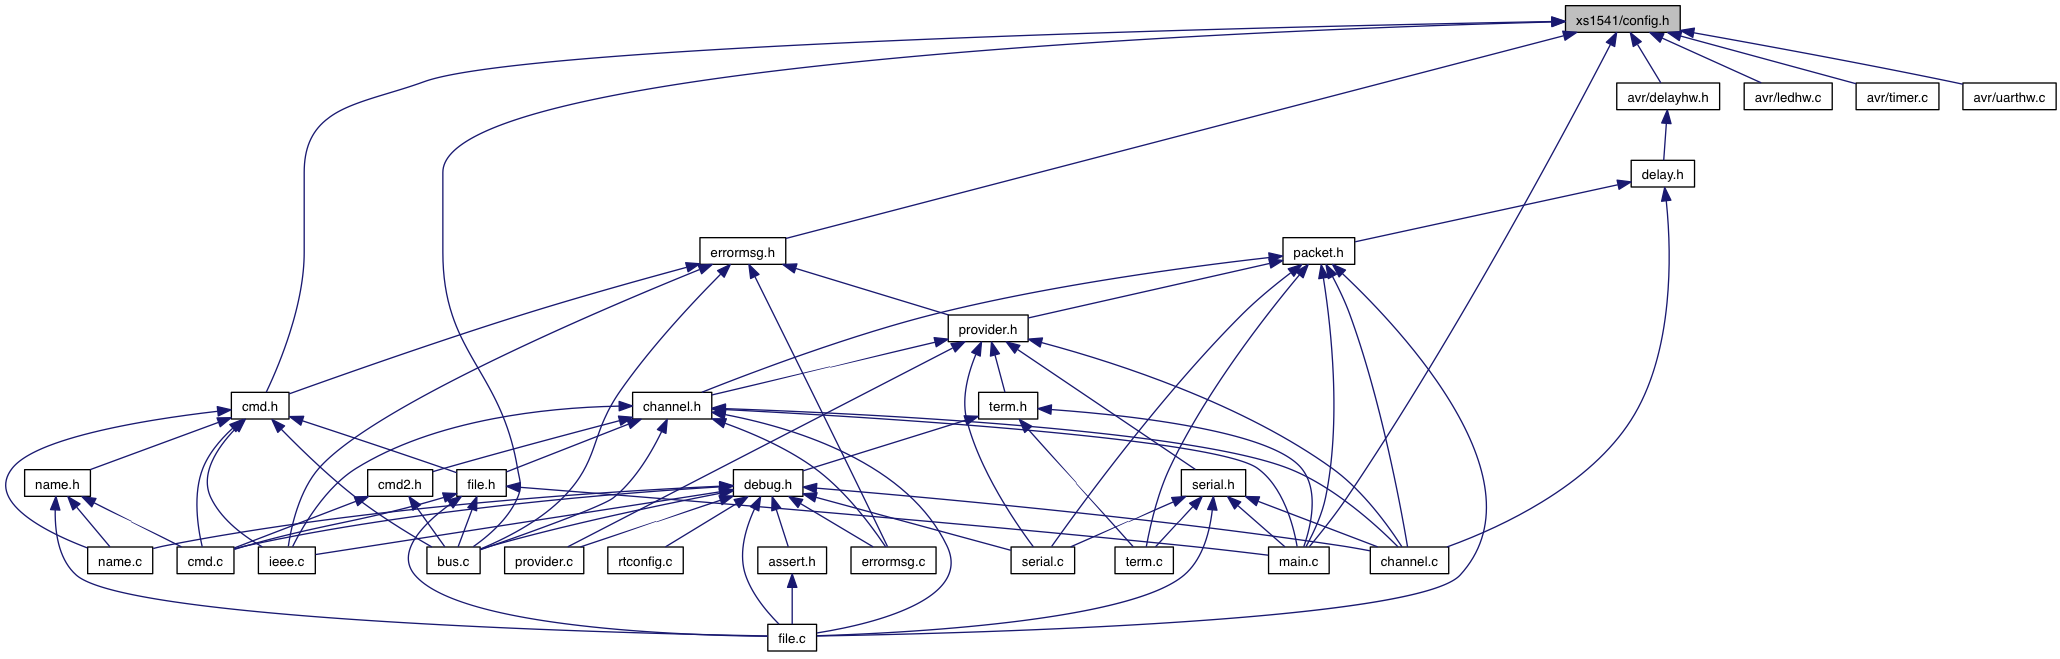 xs1541/config.h
avr/delayhw.h
avr/ledhw.c
avr/timer.c
avr/uarthw.c
delay.h
errormsg.h
packet.h
provider.h
cmd.h
channel.h
term.h
name.h
cmd2.h
file.h
debug.h
serial.h
name.c
cmd.c
ieee.c
bus.c
provider.c
rtconfig.c
assert.h
errormsg.c
serial.c
term.c
main.c
channel.c
file.c